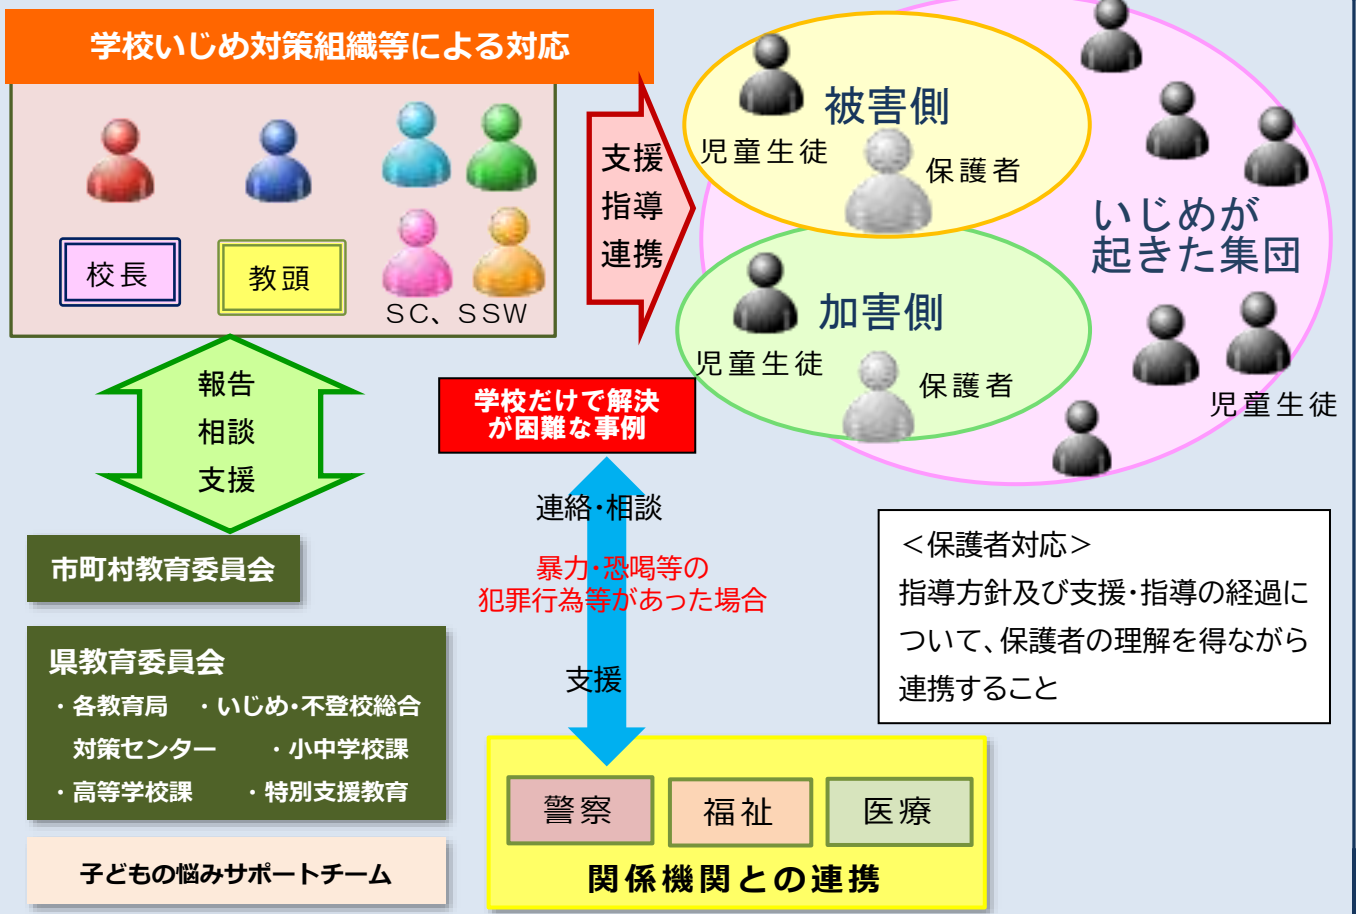 学校いじめ対策組織等による対応
校長
教頭
SC、SSW
支援
指導
連携
被害側
児童生徒
保護者
加害側
児童生徒
保護者
いじめが
起きた集団
児童生徒
報告
相談
支援
学校だけで解決
が困難な事例
連絡・相談
暴力・恐喝等の
犯罪行為等があった場合
支援
市町村教育委員会
県教育委員会
・各教育局 ・いじめ・不登校総合
対策センター ・小中学校課
・高等学校課 ・特別支援教育
子どもの悩みサポートチーム
＜保護者対応＞
指導方針及び支援・指導の経過に
ついて、保護者の理解を得ながら
連携すること
警察
福祉
医療
関係機関との連携